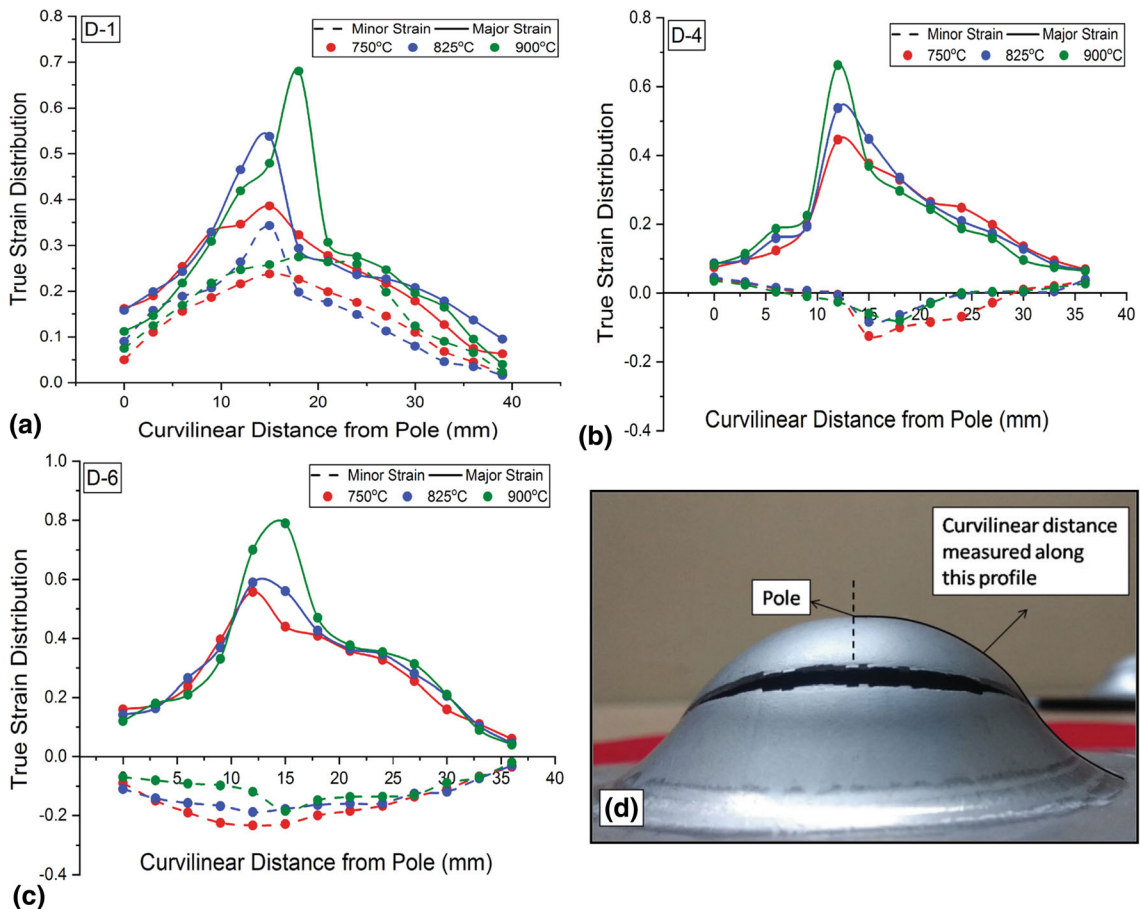 D-1
Minor Strain Major Strain
750°C 825°C 900°C
True Strain Distribution
0.8
0.7
0.6
0.5
0.4
0.3
0.2
0.1
0.0
0 10 20 30 40
Curvilinear Distance from Pole (mm)
(a)
D-4
Minor Strain Major Strain
750°C 825°C 900°C
True Strain Distribution
0.8
0.6
0.4
0.2
0.0
-0.2
-0.4
0 5 10 15 20 25 30 35 40
Curvilinear Distance from Pole (mm)
(b)
D-6
Minor Strain Major Strain
750°C 825°C 900°C
True Strain Distribution
1.0
0.8
0.6
0.4
0.2
0.0
-0.2
-0.4
0 5 10 15 20 25 30 35 40
Curvilinear Distance from Pole (mm)
(c)
Curvilinear distance
measured along
this profile
Pole
(d)